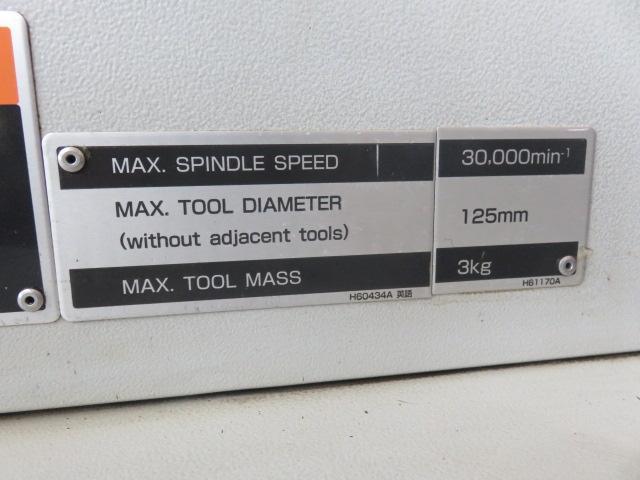 MAX. SPINDLE SPEED 30,000min⁻¹
MAX. TOOL DIAMETER
(without adjacent tools) 125mm
MAX. TOOL MASS 3kg
H60434A 英語 H61170A